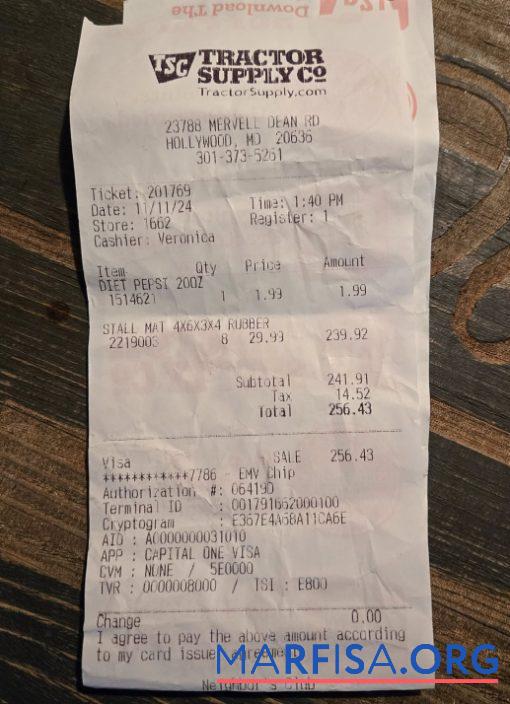 Download The
TSC TRACTOR
SUPPLY CO
TractorSupply.com
23788 MERVELL DEAN RD
HOLLYWOOD, MD 20636
301-373-5261
Ticket: 201769
Date: 11/11/24 Time: 1:40 PM
Store: 1662 Register: 1
Cashier: Veronica
Item Qty Price Amount
DIET PEPSI 20OZ
1514621 1 1.99 1.99
STALL MAT 4X6X3X4 RUBBER
2219003 8 29.99 239.92
Subtotal 241.91
Tax 14.52
Total 256.43
Visa SALE 256.43
************7786 - EMV Chip
Authorization #: 06419D
Terminal ID : 001791662000100
Cryptogram : E367E4A68A11CA6E
AID : A0000000031010
APP : CAPITAL ONE VISA
CVM : NONE / 5E0000
TVR : 0000008000 / TSI : E800
Change 0.00
I agree to pay the above amount according
to my card issuer agreement
MARFISA.ORG
Neighbor's Club